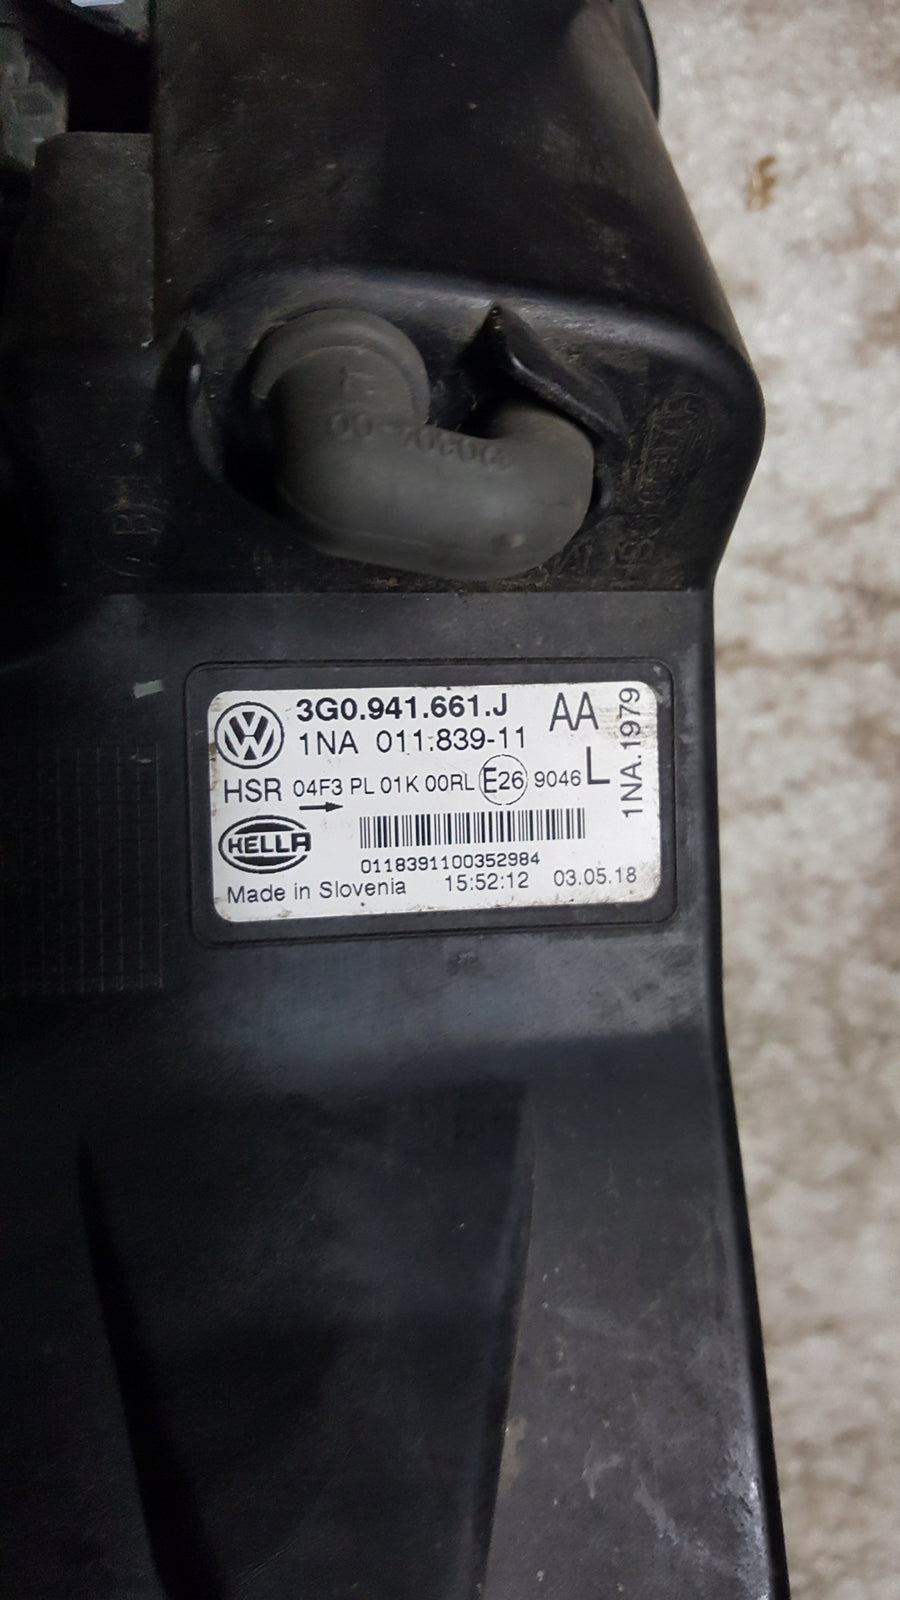 3G0.941.661.J AA
1NA 011.839-11
HSR 04F3 PL 01K 00RL E26 9046 L
1NA.1979
HELLA
0118391100352984
Made in Slovenia 15:52:12 03.05.18